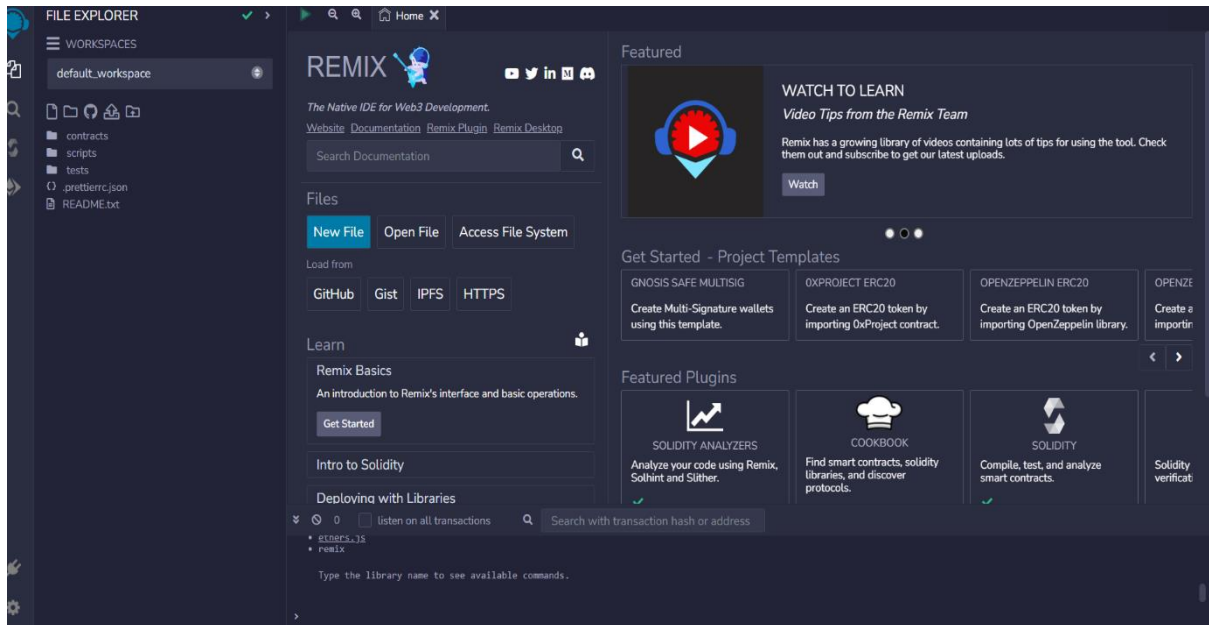 FILE EXPLORER
WORKSPACES
default_workspace
contracts
scripts
tests
.prettierrc.json
README.txt
Home
REMIX
The Native IDE for Web3 Development.
Website Documentation Remix Plugin Remix Desktop
Search Documentation
Files
New File Open File Access File System
Load from
GitHub Gist IPFS HTTPS
Learn
Remix Basics
An introduction to Remix's interface and basic operations.
Get Started
Intro to Solidity
Deploying with Libraries
Featured
WATCH TO LEARN
Video Tips from the Remix Team
Remix has a growing library of videos containing lots of tips for using the tool. Check
them out and subscribe to get our latest uploads.
Watch
Get Started - Project Templates
GNOSIS SAFE MULTISIG
Create Multi-Signature wallets
using this template.
0XPROJECT ERC20
Create an ERC20 token by
importing 0xProject contract.
OPENZEPPELIN ERC20
Create an ERC20 token by
importing OpenZeppelin library.
OPENZE
Create a
importin
Featured Plugins
SOLIDITY ANALYZERS
Analyze your code using Remix,
Solhint and Slither.
COOKBOOK
Find smart contracts, solidity
libraries, and discover
protocols.
SOLIDITY
Compile, test, and analyze
smart contracts.
Solidity
verificati
0 listen on all transactions Search with transaction hash or address
ethers.js
remix
Type the library name to see available commands.
>